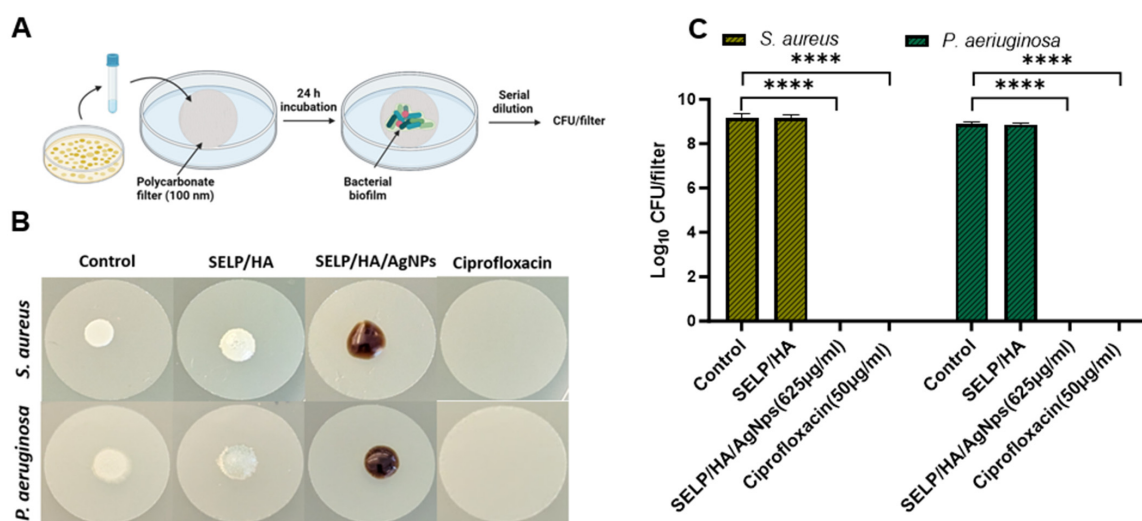 A
24 h
incubation
Serial
dilution
CFU/filter
Polycarbonate
filter (100 nm)
Bacterial
biofilm
B
Control SELP/HA SELP/HA/AgNPs Ciprofloxacin
S. aureus
P. aeruginosa
C
S. aureus P. aeriuginosa
**** ****
**** ****
Log10 CFU/filter
10
8
6
4
2
0
Control
SELP/HA
SELP/HA/AgNps(625µg/ml)
Ciprofloxacin(50µg/ml)
Control
SELP/HA
SELP/HA/AgNps(625µg/ml)
Ciprofloxacin(50µg/ml)